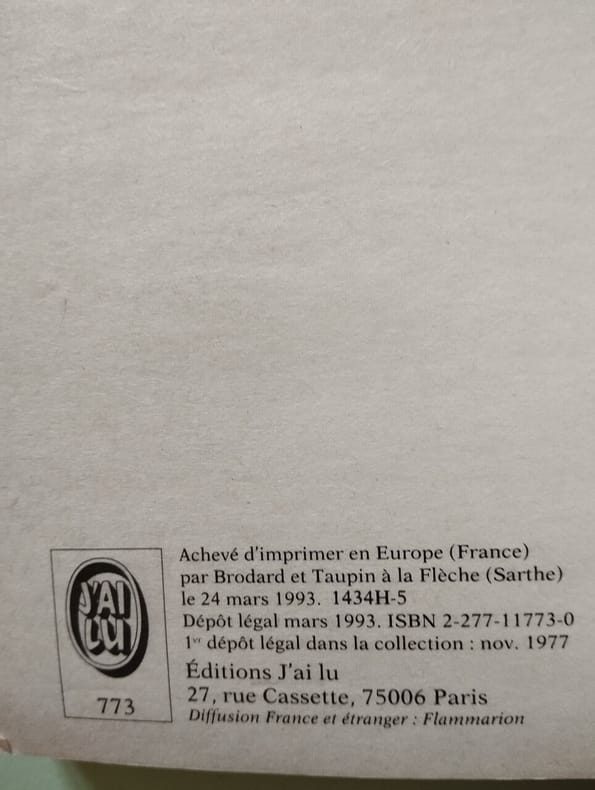 J'AI
LU
773
Achevé d'imprimer en Europe (France)
par Brodard et Taupin à la Flèche (Sarthe)
le 24 mars 1993. 1434H-5
Dépôt légal mars 1993. ISBN 2-277-11773-0
1er dépôt légal dans la collection : nov. 1977
Éditions J'ai lu
27, rue Cassette, 75006 Paris
Diffusion France et étranger : Flammarion